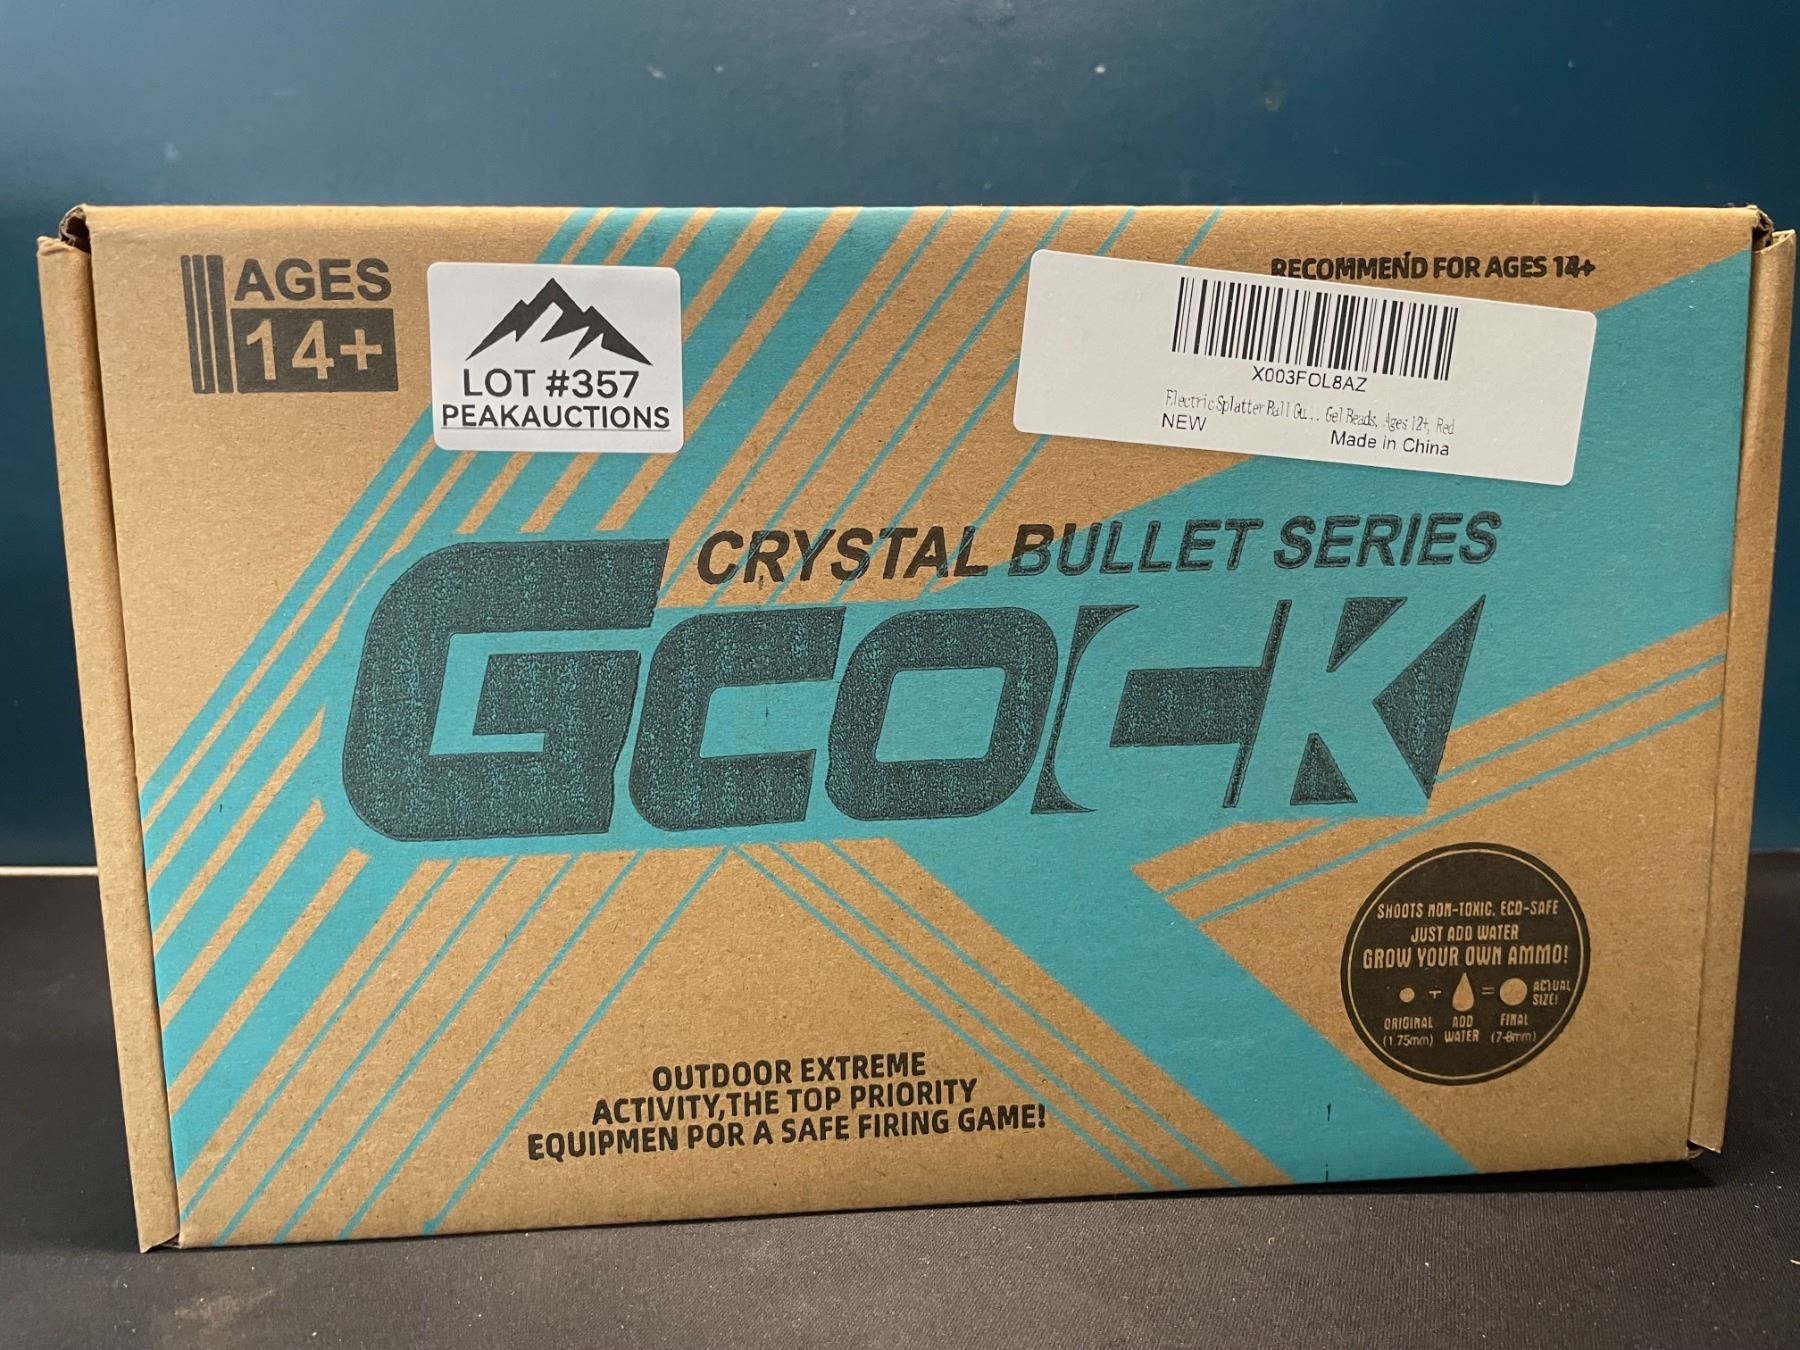 AGES
14+
LOT #357
PEAKAUCTIONS
RECOMMEND FOR AGES 14+
X003FOL8AZ
Electric Splatter Ball Gu... Gel Beads, Ages 12+, Red
NEW
Made in China
CRYSTAL BULLET SERIES
GCOCK
SHOOTS NON-TOXIC, ECO-SAFE
JUST ADD WATER
GROW YOUR OWN AMMO!
+ = ACTUAL SIZE!
ORIGINAL ADD FINAL
(1.75mm) WATER (7-8mm)
OUTDOOR EXTREME
ACTIVITY,THE TOP PRIORITY
EQUIPMEN POR A SAFE FIRING GAME!